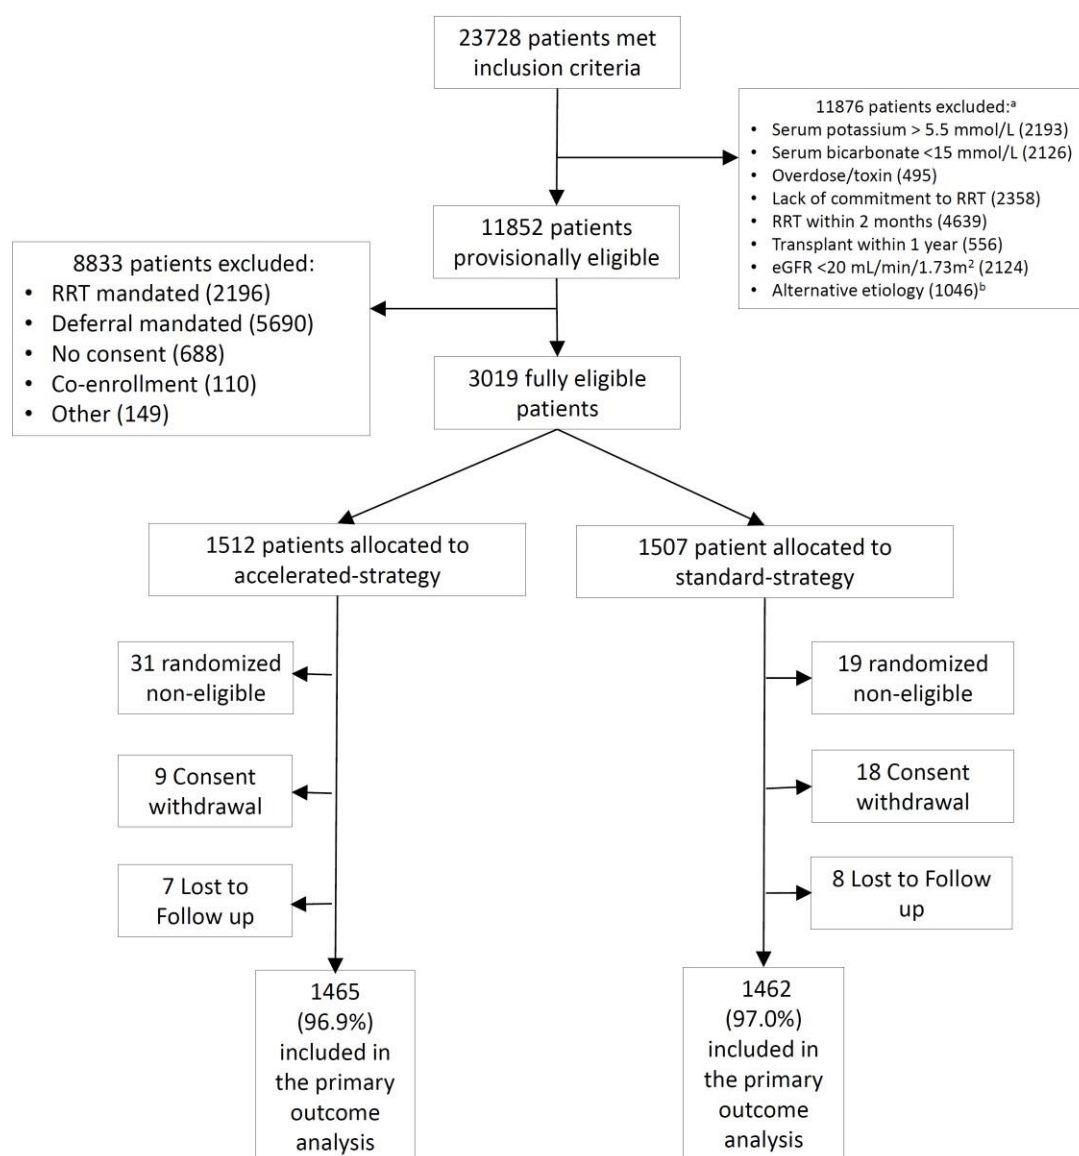 23728 patients met
inclusion criteria
11876 patients excluded:ᵃ
• Serum potassium > 5.5 mmol/L (2193)
• Serum bicarbonate <15 mmol/L (2126)
• Overdose/toxin (495)
• Lack of commitment to RRT (2358)
• RRT within 2 months (4639)
• Transplant within 1 year (556)
• eGFR <20 mL/min/1.73m² (2124)
• Alternative etiology (1046)ᵇ
11852 patients
provisionally eligible
8833 patients excluded:
• RRT mandated (2196)
• Deferral mandated (5690)
• No consent (688)
• Co-enrollment (110)
• Other (149)
3019 fully eligible
patients
1512 patients allocated to
accelerated-strategy
1507 patient allocated to
standard-strategy
31 randomized
non-eligible
19 randomized
non-eligible
9 Consent
withdrawal
18 Consent
withdrawal
7 Lost to
Follow up
8 Lost to Follow
up
1465
(96.9%)
included in
the primary
outcome
analysis
1462
(97.0%)
included in
the primary
outcome
analysis